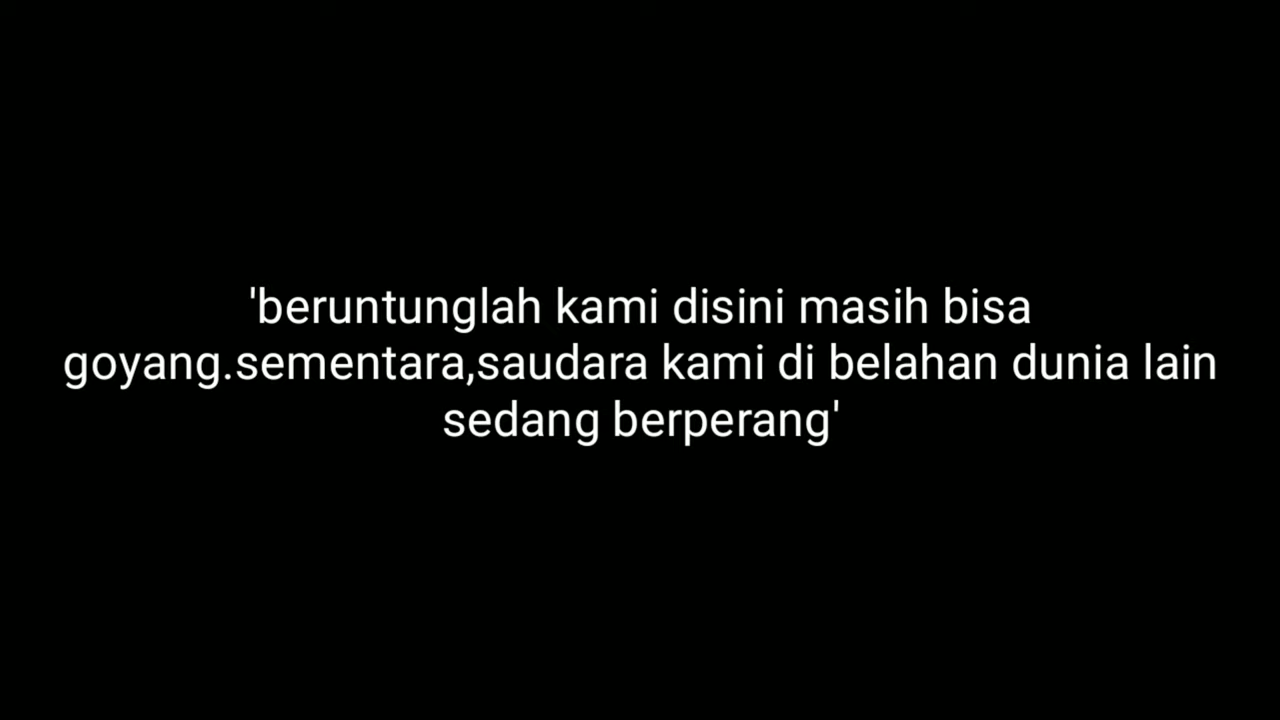 'beruntunglah kami disini masih bisa
goyang.sementara,saudara kami di belahan dunia lain
sedang berperang'